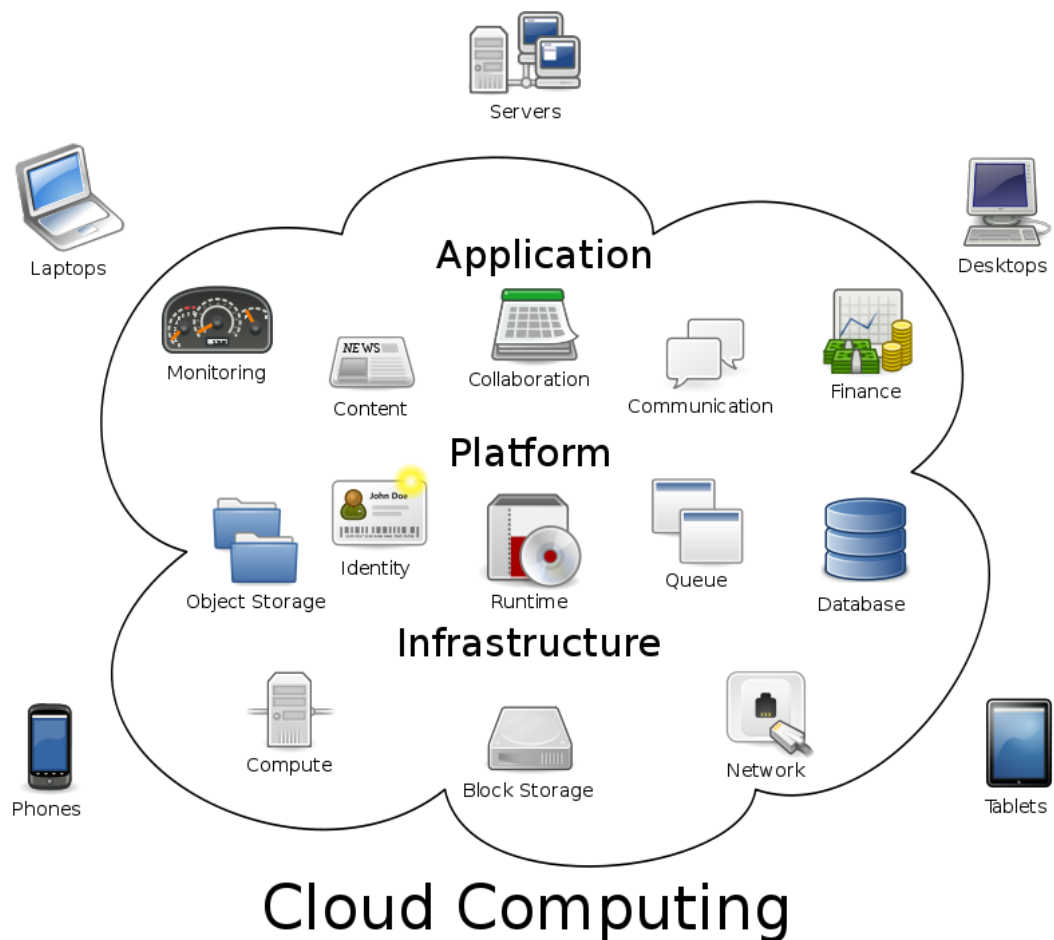 Servers
Laptops
Desktops
Application
Monitoring
NEWS
Content
Collaboration
Communication
Finance
Platform
Object Storage
John Doe
Identity
Runtime
Queue
Database
Infrastructure
Compute
Block Storage
Network
Phones
Tablets
Cloud Computing